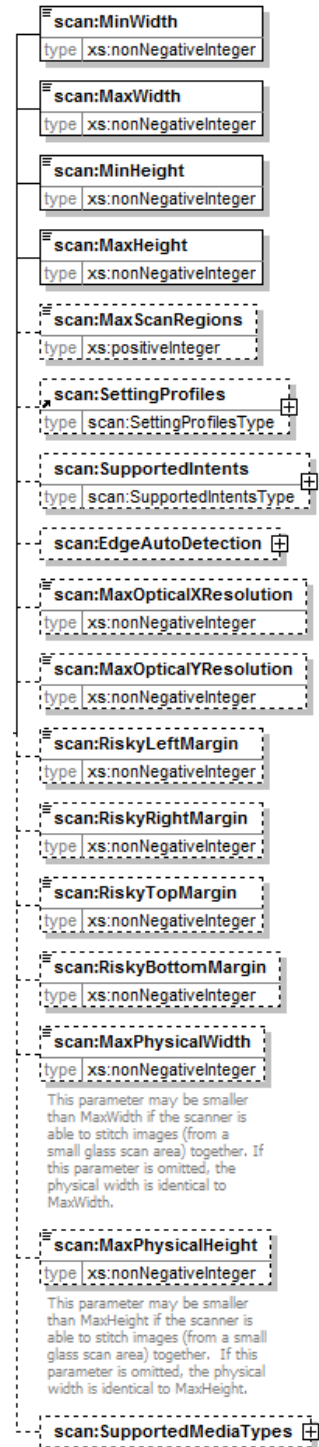 scan:MinWidth
type xs:nonNegativeInteger
scan:MaxWidth
type xs:nonNegativeInteger
scan:MinHeight
type xs:nonNegativeInteger
scan:MaxHeight
type xs:nonNegativeInteger
scan:MaxScanRegions
type xs:positiveInteger
scan:SettingProfiles
type scan:SettingProfilesType
scan:SupportedIntents
type scan:SupportedIntentsType
scan:EdgeAutoDetection
scan:MaxOpticalXResolution
type xs:nonNegativeInteger
scan:MaxOpticalYResolution
type xs:nonNegativeInteger
scan:RiskyLeftMargin
type xs:nonNegativeInteger
scan:RiskyRightMargin
type xs:nonNegativeInteger
scan:RiskyTopMargin
type xs:nonNegativeInteger
scan:RiskyBottomMargin
type xs:nonNegativeInteger
scan:MaxPhysicalWidth
type xs:nonNegativeInteger
This parameter may be smaller
than MaxWidth if the scanner is
able to stitch images (from a
small glass scan area) together. If
this parameter is omitted, the
physical width is identical to
MaxWidth.
scan:MaxPhysicalHeight
type xs:nonNegativeInteger
This parameter may be smaller
than MaxHeight if the scanner is
able to stitch images (from a small
glass scan area) together. If this
parameter is omitted, the physical
width is identical to MaxHeight.
scan:SupportedMediaTypes